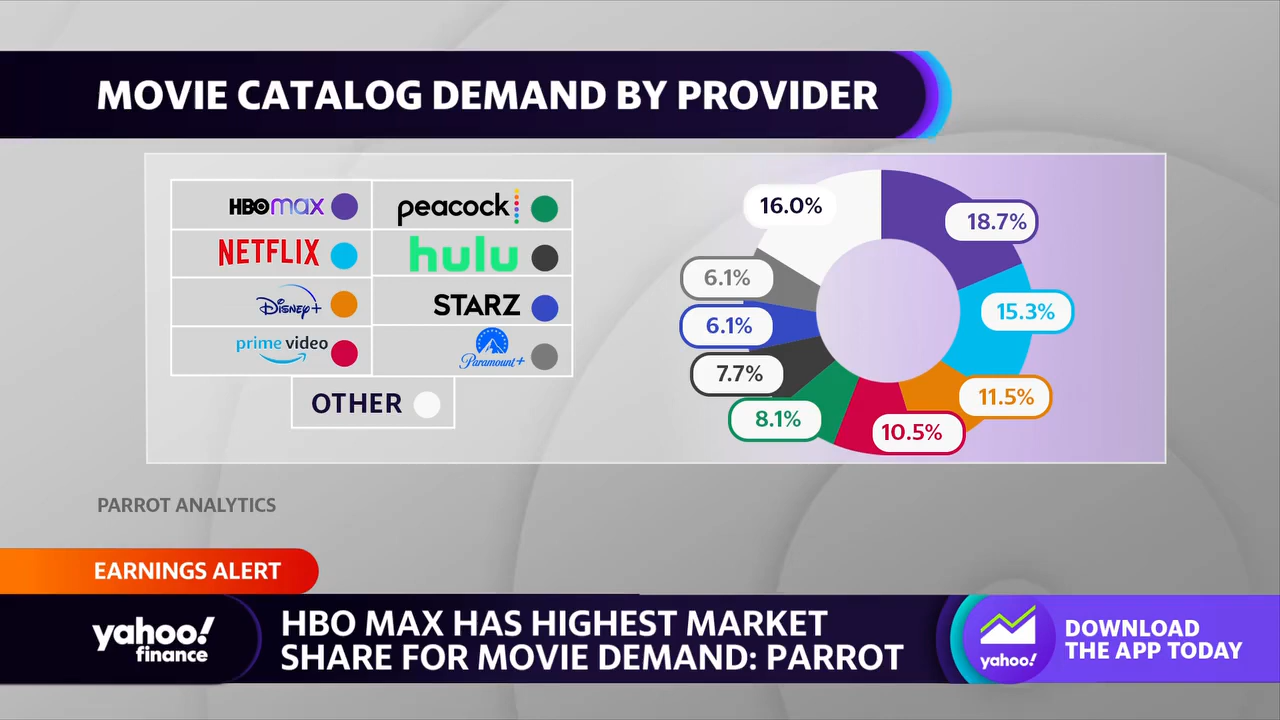 MOVIE CATALOG DEMAND BY PROVIDER
HBOmax
peacock
NETFLIX
hulu
Disney+
STARZ
prime video
Paramount+
OTHER
16.0%
18.7%
6.1%
15.3%
6.1%
7.7%
11.5%
8.1%
10.5%
PARROT ANALYTICS
EARNINGS ALERT
yahoo!
finance
HBO MAX HAS HIGHEST MARKET
SHARE FOR MOVIE DEMAND: PARROT
yahoo!
DOWNLOAD
THE APP TODAY